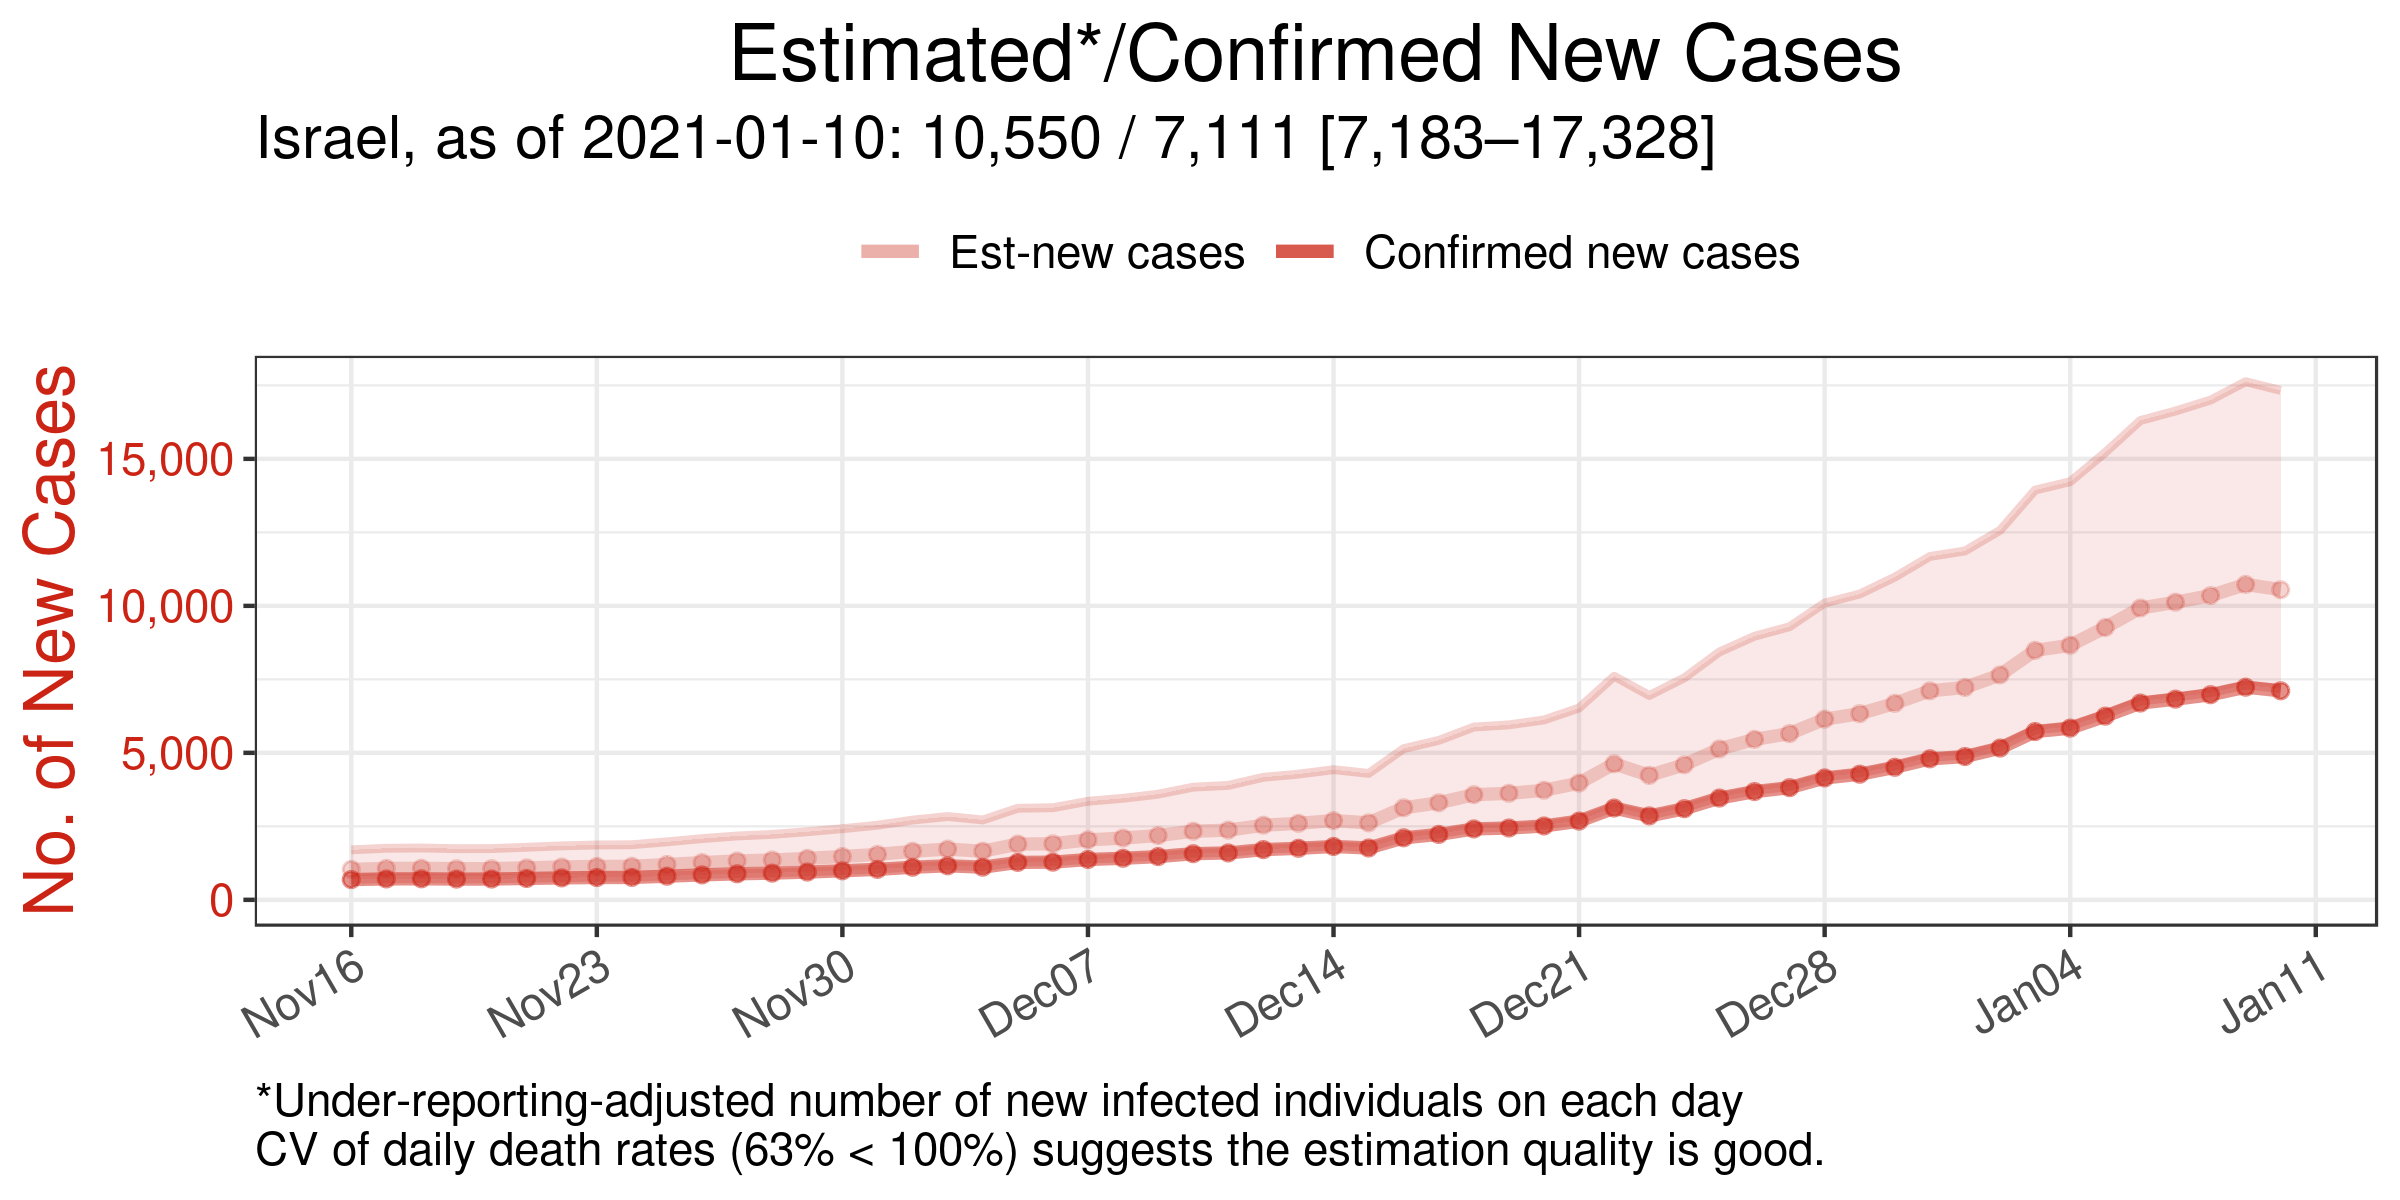 Estimated*/Confirmed New Cases
Israel, as of 2021-01-10: 10,550 / 7,111 [7,183–17,328]
Est-new cases
Confirmed new cases
No. of New Cases
15,000
10,000
5,000
0
Nov16
Nov23
Nov30
Dec07
Dec14
Dec21
Dec28
Jan04
Jan11
*Under-reporting-adjusted number of new infected individuals on each day
CV of daily death rates (63% < 100%) suggests the estimation quality is good.